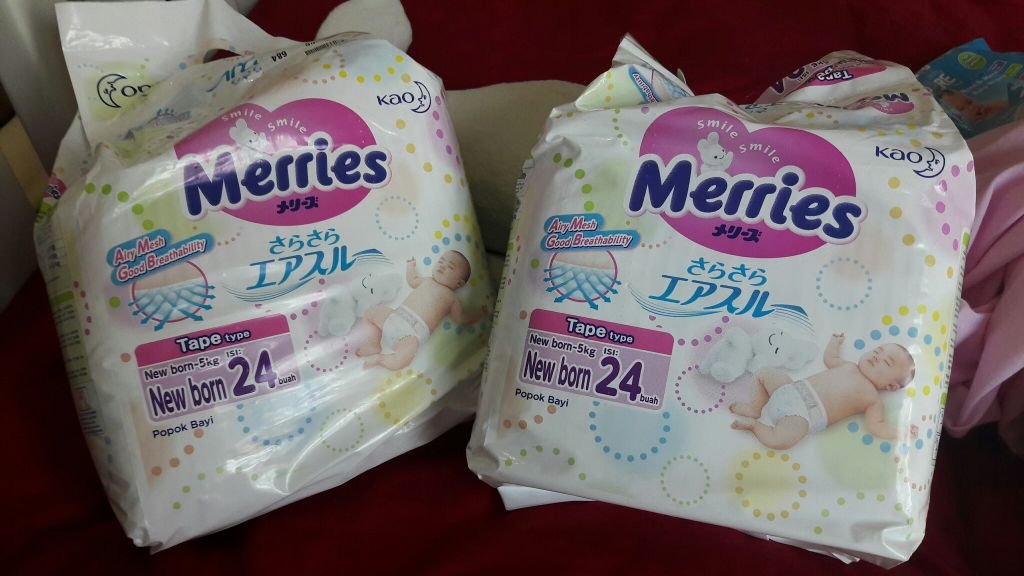 684
Kao
Smile Smile
Merries
メリーズ
Airy Mesh
Good Breathability
さらさら
エアスルー
Tape type
New born-5kg ISI:
New born 24 buah
Popok Bayi
Kao
Smile Smile
Merries
メリーズ
Airy Mesh
Good Breathability
さらさら
エアスルー
Tape type
New born-5kg ISI:
New born 24 buah
Popok Bayi